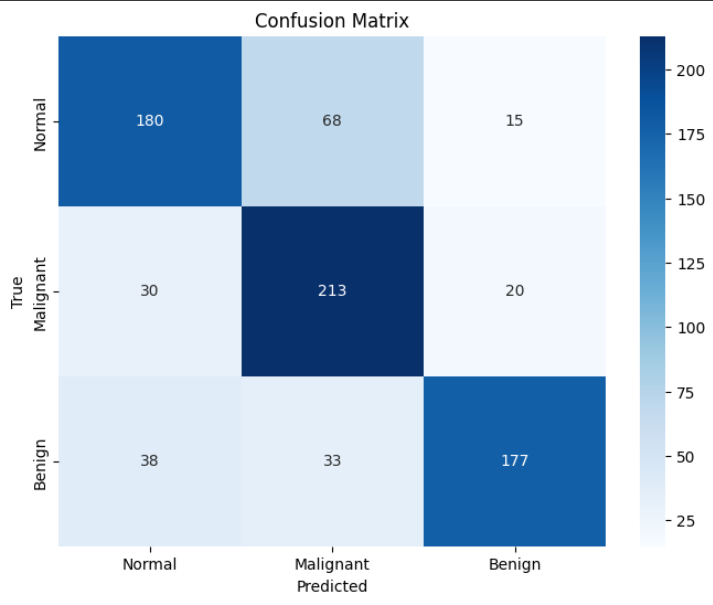 Confusion Matrix
Normal 180 68 15
True
Malignant 30 213 20
Benign 38 33 177
Normal Malignant Benign
Predicted
200
175
150
125
100
75
50
25